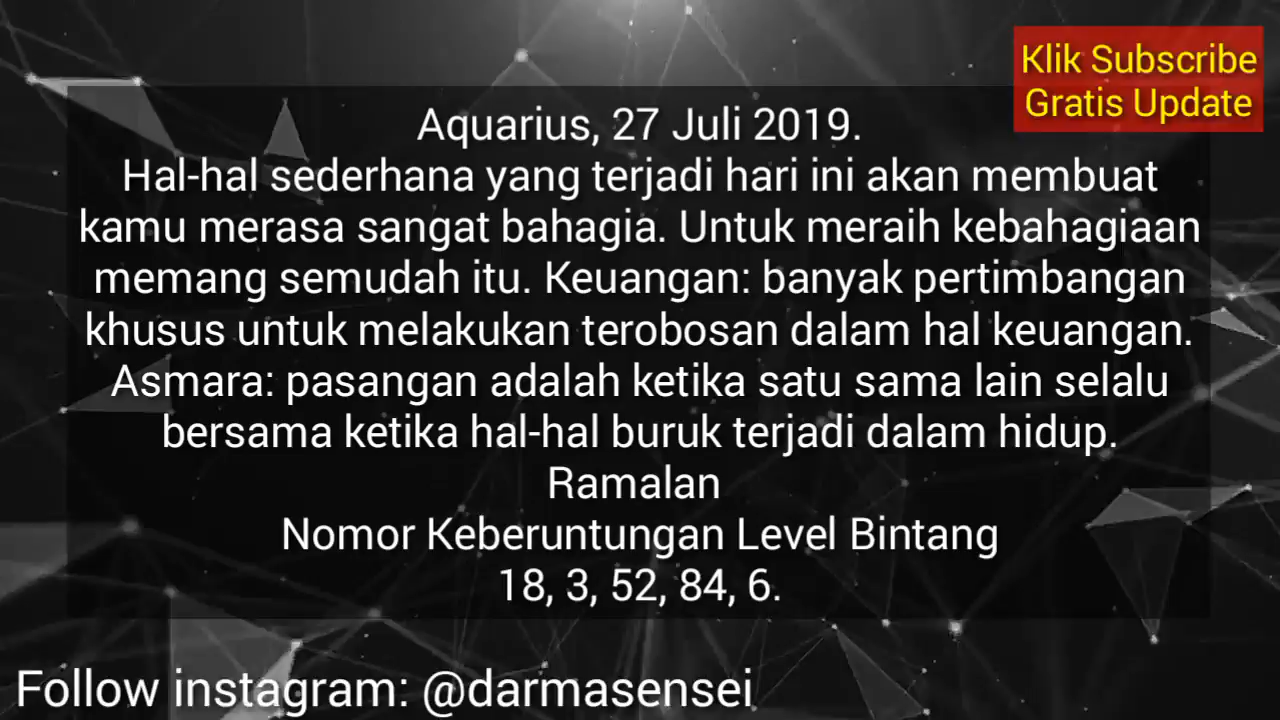 Klik Subscribe
Gratis Update
Aquarius, 27 Juli 2019.
Hal-hal sederhana yang terjadi hari ini akan membuat
kamu merasa sangat bahagia. Untuk meraih kebahagiaan
memang semudah itu. Keuangan: banyak pertimbangan
khusus untuk melakukan terobosan dalam hal keuangan.
Asmara: pasangan adalah ketika satu sama lain selalu
bersama ketika hal-hal buruk terjadi dalam hidup.
Ramalan
Nomor Keberuntungan Level Bintang
18, 3, 52, 84, 6.
Follow instagram: @darmasensei